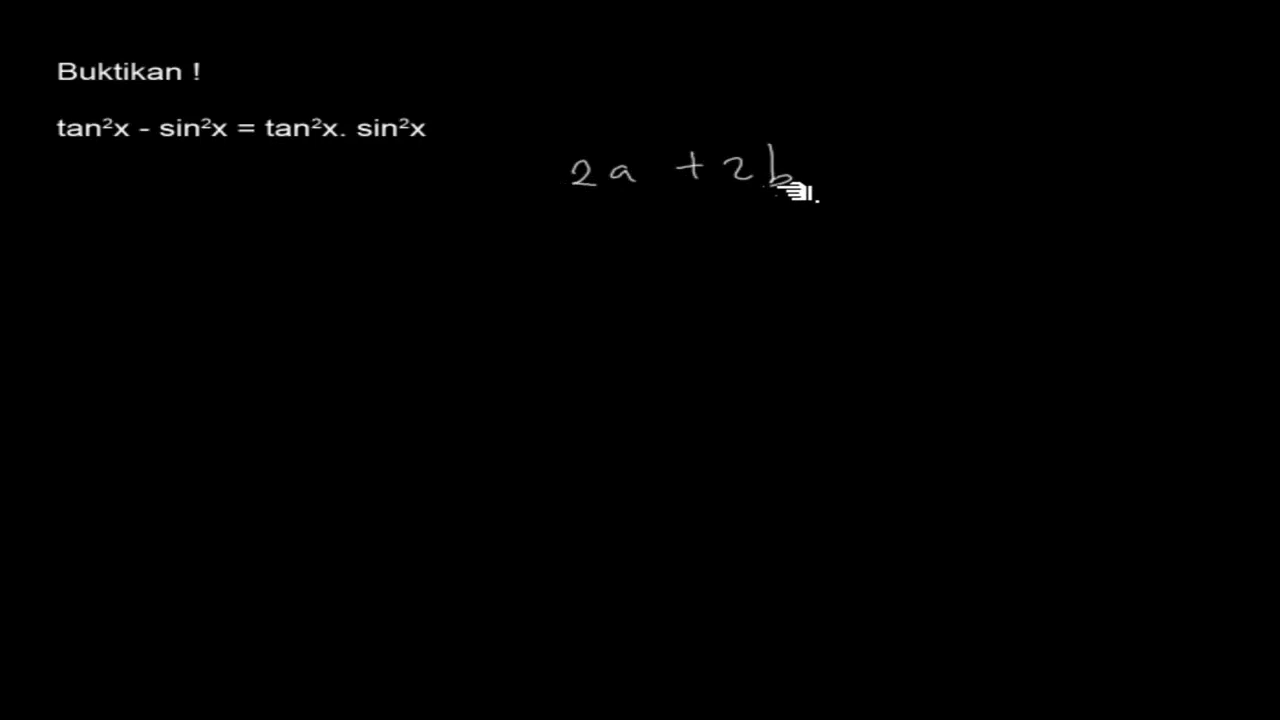 Buktikan !
tan²x - sin²x = tan²x. sin²x
2a + 2b